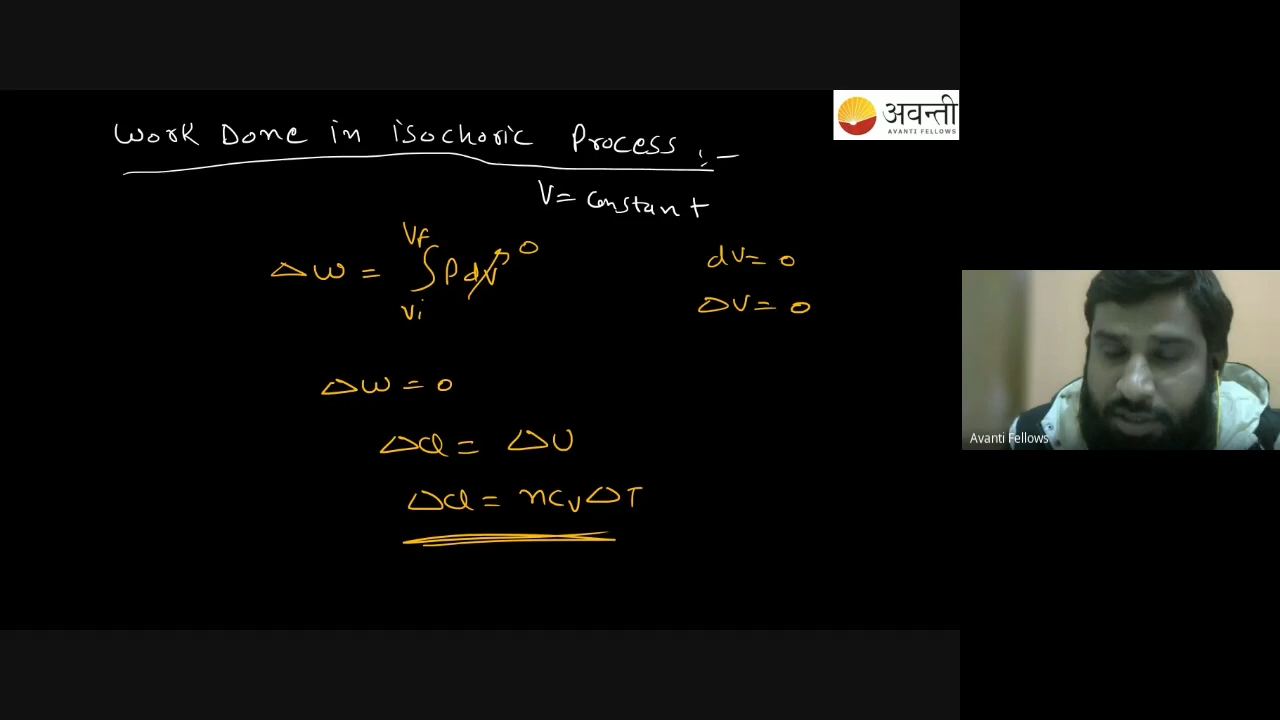 अवन्ती
AVANTI FELLOWS
Work Done in isochoric Process :-
V = constant
ΔW = ∫ Vi Vf P dV 0
dV = 0
ΔV = 0
ΔW = 0
ΔQ = ΔU
ΔQ = nCvΔT
Avanti Fellows